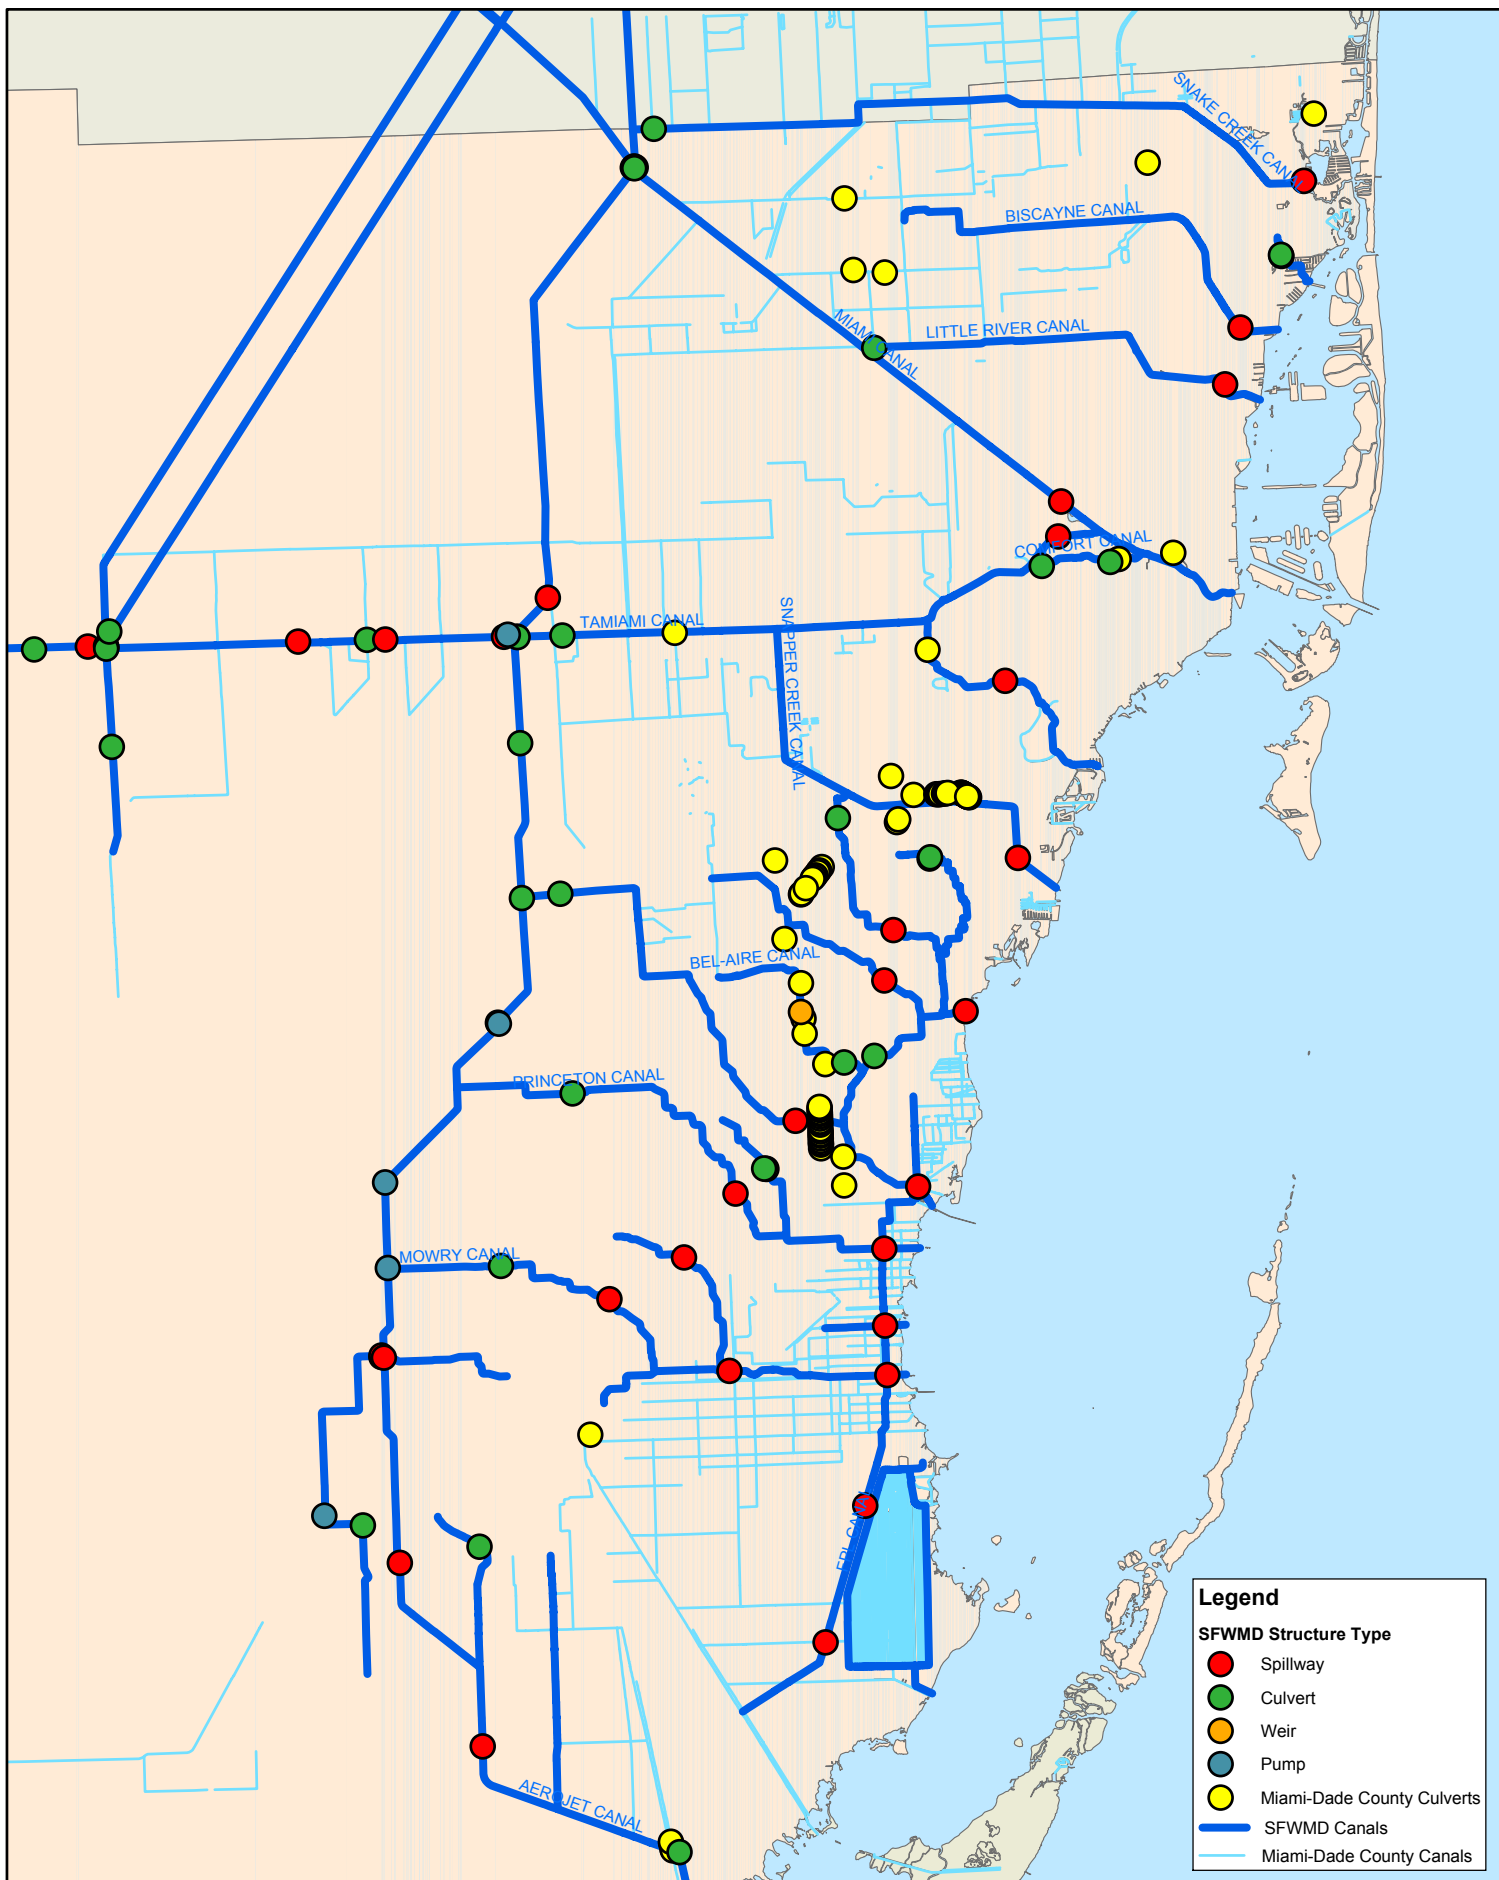 SNAKE CREEK CANAL
BISCAYNE CANAL
LITTLE RIVER CANAL
MIAMI CANAL
COMFORT CANAL
TAMIAMI CANAL
SNAPPER CREEK CANAL
BEL-AIRE CANAL
PRINCETON CANAL
MOWRY CANAL
FPL CANAL
AEROJET CANAL
Legend
SFWMD Structure Type
Spillway
Culvert
Weir
Pump
Miami-Dade County Culverts
SFWMD Canals
Miami-Dade County Canals